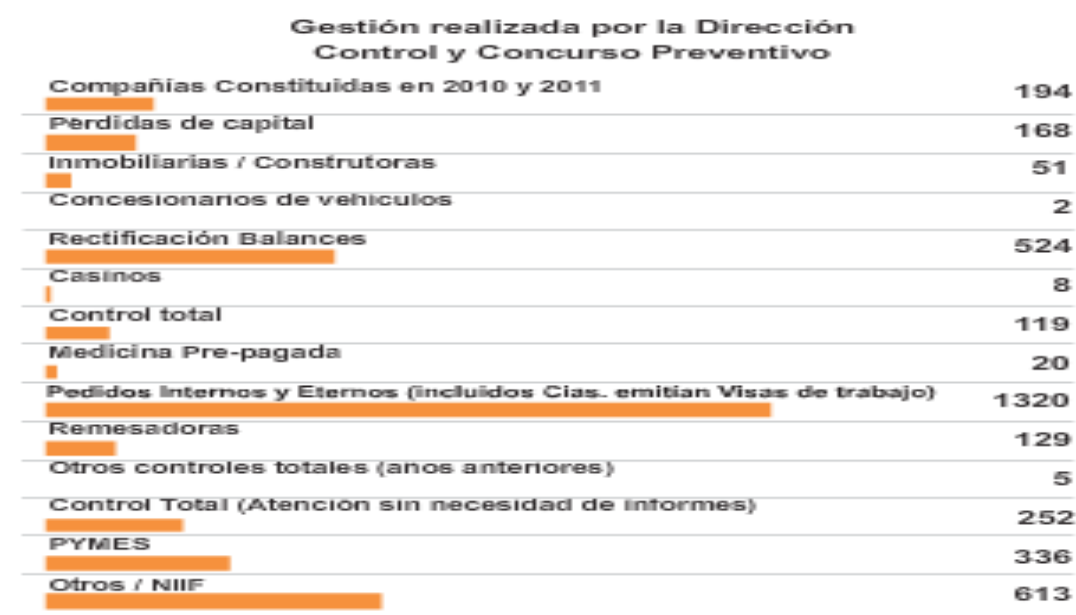 Gestión realizada por la Dirección
Control y Concurso Preventivo
Compañías Constituidas en 2010 y 2011
194
Pérdidas de capital
168
Inmobiliarias / Construtoras
51
Concesionarios de vehiculos
2
Rectificación Balances
524
Casinos
8
Control total
119
Medicina Pre-pagada
20
Pedidos Internos y Eternos (incluidos Cias. emitian Visas de trabajo)
1320
Remesadoras
129
Otros controles totales (anos anteriores)
5
Control Total (Atención sin necesidad de informes)
252
PYMES
336
Otros / NIIF
613